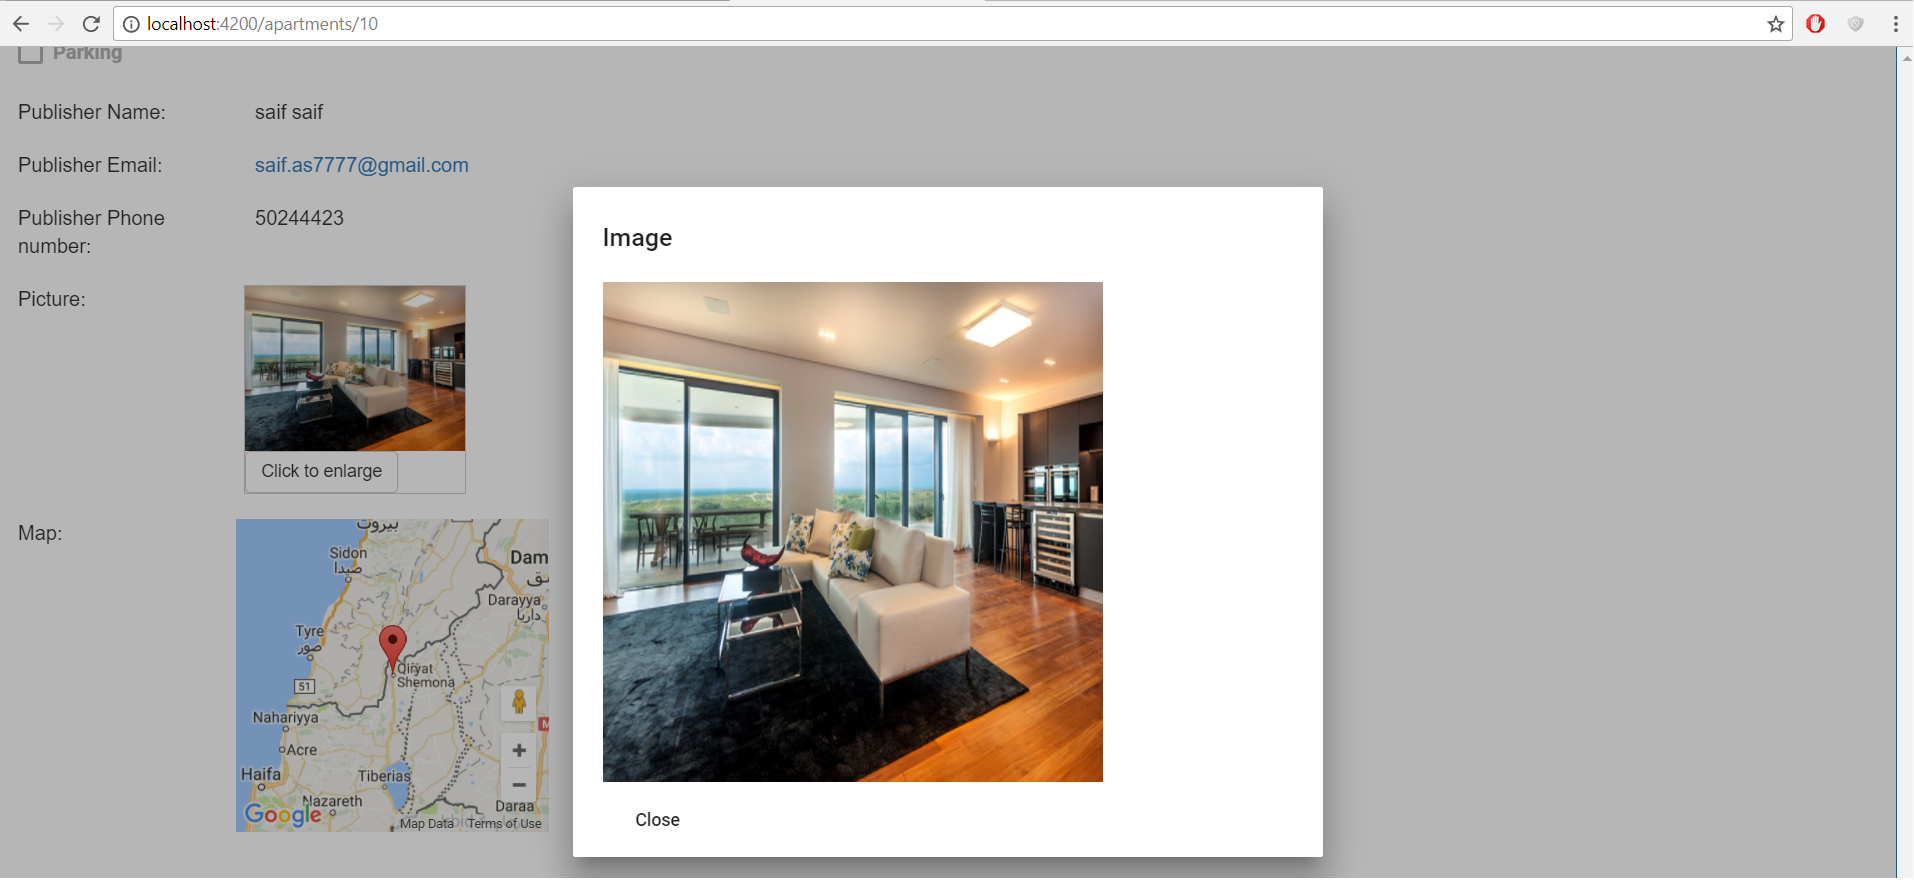 localhost:4200/apartments/10
Parking
Publisher Name:
saif saif
Publisher Email:
saif.as7777@gmail.com
Publisher Phone
number:
50244423
Picture:
Click to enlarge
Map:
بيروت
Sidon
صيدا
Dam
ق
Darayya
داريا
Tyre
صور
Qiryat
Shemona
51
Nahariyya
M
Acre
Haifa
Tiberias
Nazareth
Daraa
Google
Map Data
Terms of Use
Image
Close